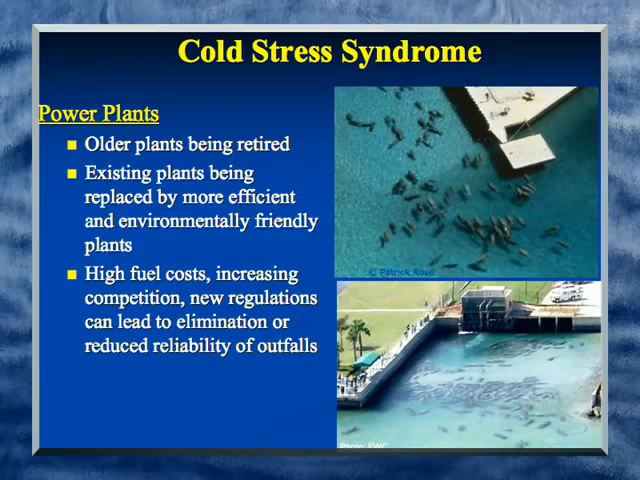 Cold Stress Syndrome
Power Plants
Older plants being retired
Existing plants being
replaced by more efficient
and environmentally friendly
plants
High fuel costs, increasing
competition, new regulations
can lead to elimination or
reduced reliability of outfalls
© Patrick Rose
Photo: FWC